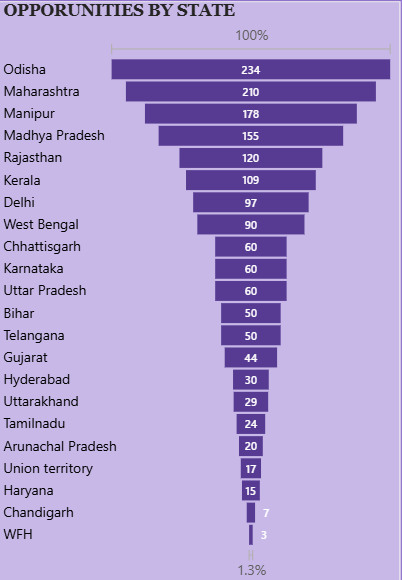 OPPORUNITIES BY STATE
100%
Odisha 234
Maharashtra 210
Manipur 178
Madhya Pradesh 155
Rajasthan 120
Kerala 109
Delhi 97
West Bengal 90
Chhattisgarh 60
Karnataka 60
Uttar Pradesh 60
Bihar 50
Telangana 50
Gujarat 44
Hyderabad 30
Uttarakhand 29
Tamilnadu 24
Arunachal Pradesh 20
Union territory 17
Haryana 15
Chandigarh 7
WFH 3
1.3%